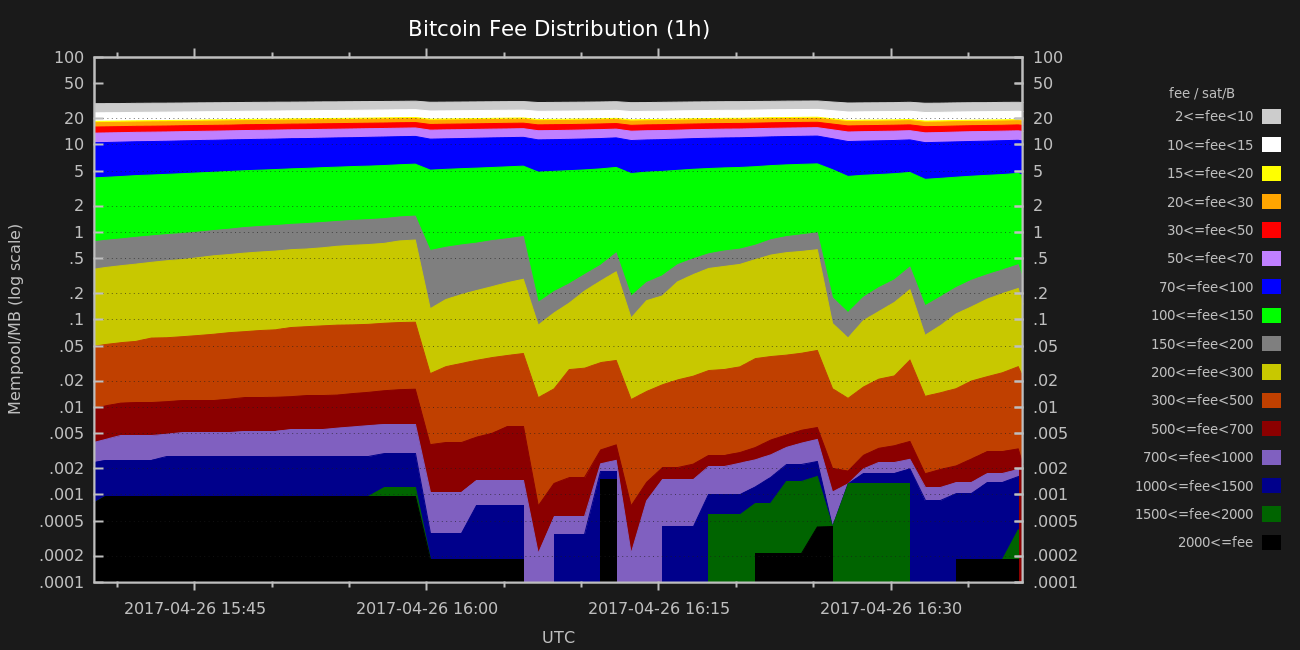 Bitcoin Fee Distribution (1h)
100
50
20
10
5
2
1
.5
.2
.1
.05
.02
.01
.005
.002
.001
.0005
.0002
.0001
Mempool/MB (log scale)
100
50
20
10
5
2
1
.5
.2
.1
.05
.02
.01
.005
.002
.001
.0005
.0002
.0001
2017-04-26 15:45
2017-04-26 16:00
2017-04-26 16:15
2017-04-26 16:30
UTC
fee / sat/B
2<=fee<10
10<=fee<15
15<=fee<20
20<=fee<30
30<=fee<50
50<=fee<70
70<=fee<100
100<=fee<150
150<=fee<200
200<=fee<300
300<=fee<500
500<=fee<700
700<=fee<1000
1000<=fee<1500
1500<=fee<2000
2000<=fee